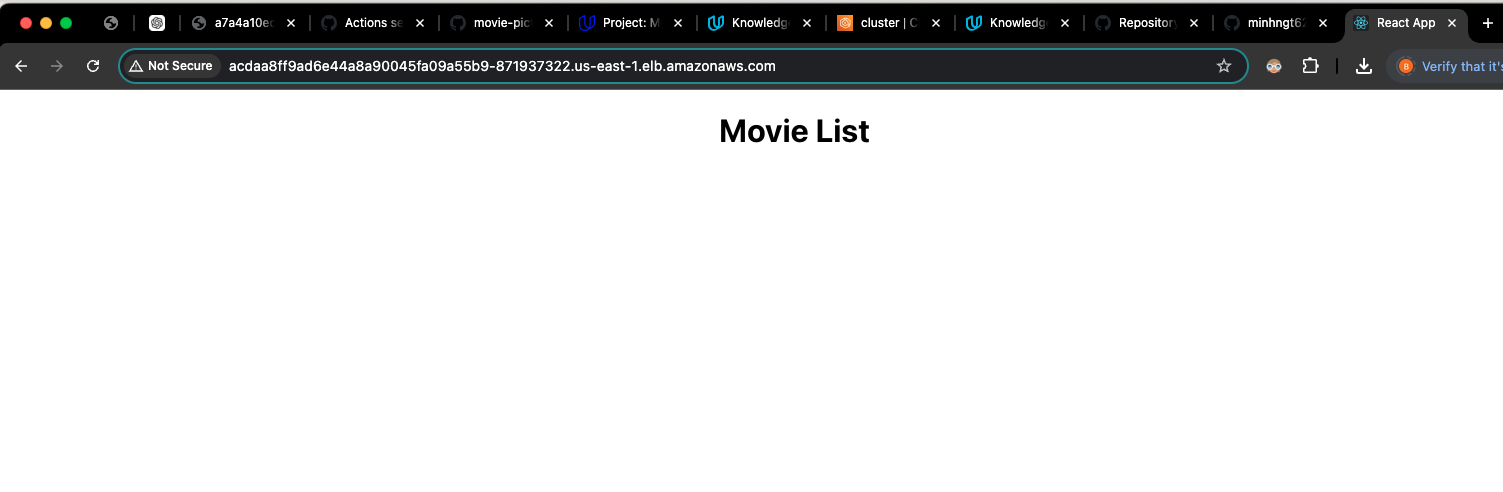 a7a4a10ec
Actions se
movie-pic
Project: M
Knowledg
cluster | C
Knowledg
Repository
minhngt62
React App
Not Secure
acdaa8ff9ad6e44a8a90045fa09a55b9-871937322.us-east-1.elb.amazonaws.com
B
Verify that it's
Movie List